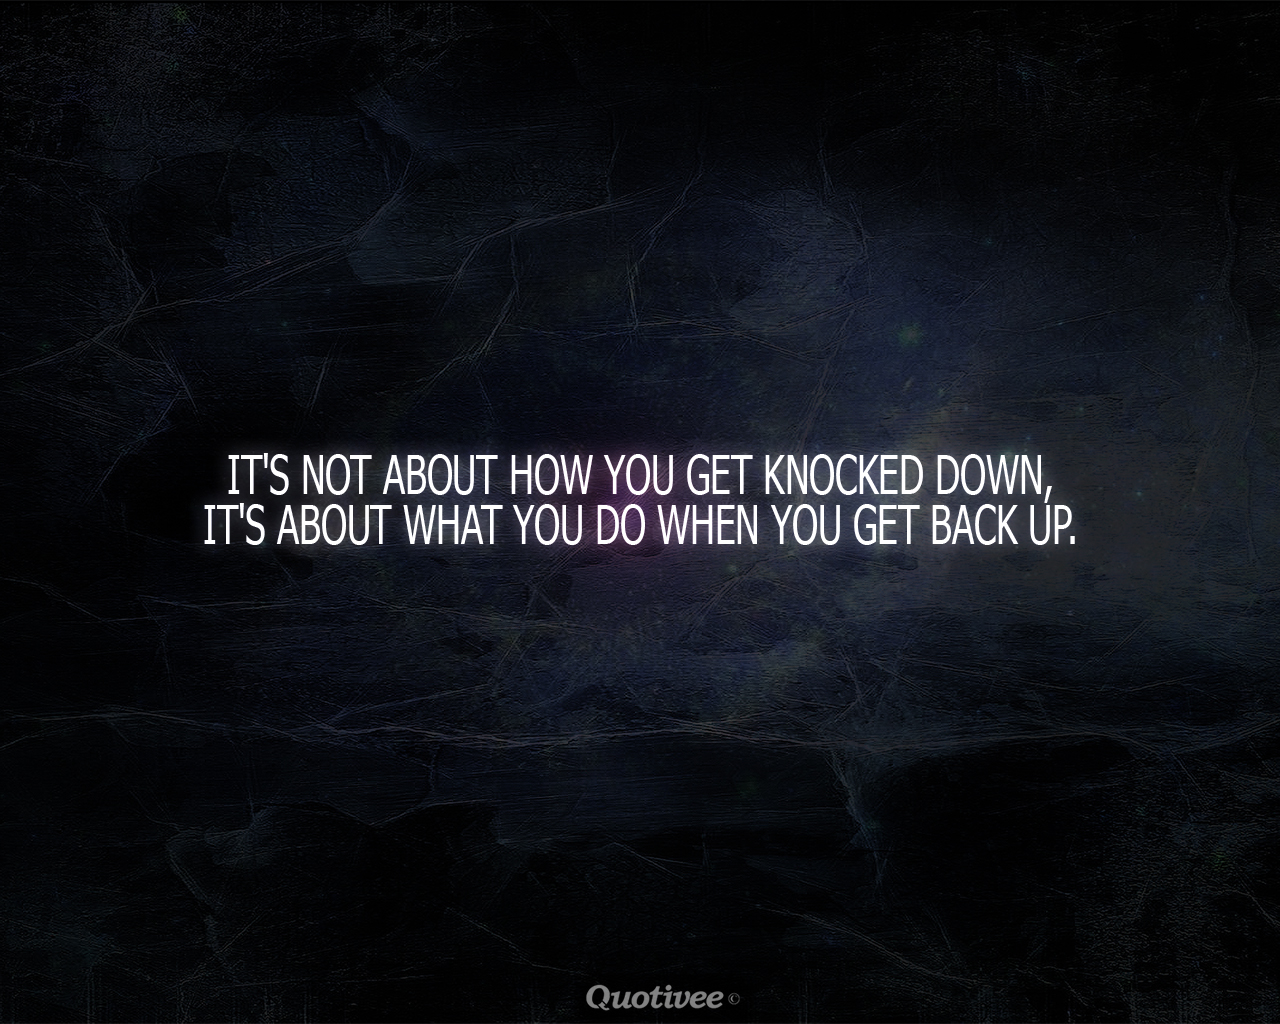 IT'S NOT ABOUT HOW YOU GET KNOCKED DOWN,
IT'S ABOUT WHAT YOU DO WHEN YOU GET BACK UP.
Quotivee ©